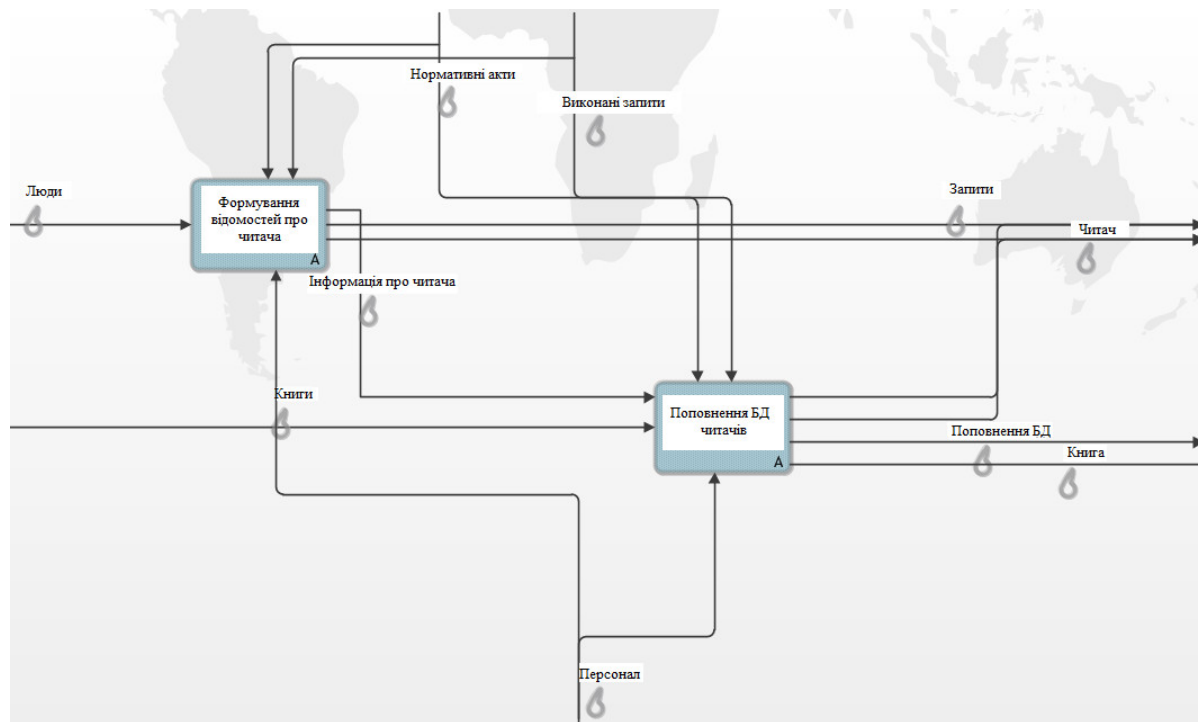 Нормативні акти
Виконані запити
Люди
Формування
відомостей про
читача
A
Запити
Читач
Інформація про читача
Книги
Поповнення БД
читачів
A
Поповнення БД
Книга
Персонал